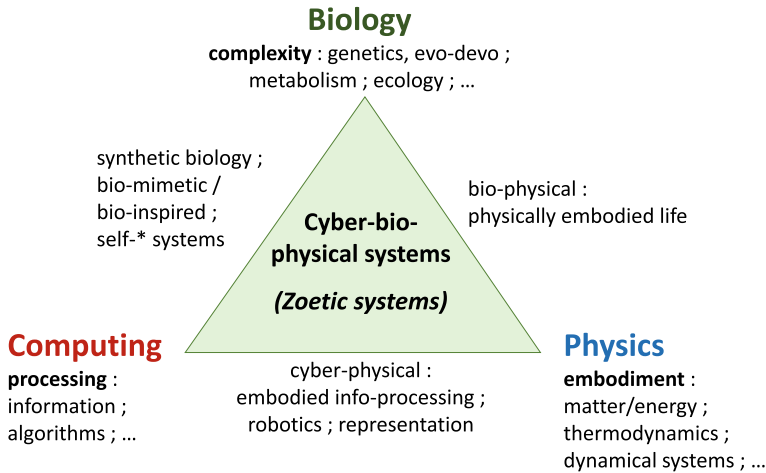 Biology
complexity : genetics, evo-devo ;
metabolism ; ecology ; ...
synthetic biology ;
bio-mimetic /
bio-inspired ;
self-* systems
bio-physical :
physically embodied life
Cyber-bio-
physical systems
(Zoetic systems)
Computing
processing :
information ;
algorithms ; ...
cyber-physical :
embodied info-processing ;
robotics ; representation
Physics
embodiment :
matter/energy ;
thermodynamics ;
dynamical systems ; ...